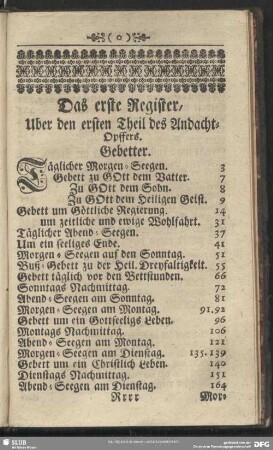 ( o )
Das erste Register/
Uber den ersten Theil des Andacht-
Opffers.
Gebetter.
Täglicher Morgen-Seegen. 3
Gebett zu GOtt dem Vatter. 7
Zu GOtt dem Sohn. 8
Zu GOtt dem Heiligen Geist. 9
Gebett um Göttliche Regierung. 14
um zeitliche und ewige Wohlfahrt. 31
Täglicher Abend-Seegen. 37
Um ein seeliges Ende. 41
Morgen-Seegen auf den Sonntag. 51
Buß-Gebett zu der Heil. Dreyfaltigkeit. 55
Gebett täglich vor den Bettstunden. 66
Sonntags Nachmittag. 72
Abend-Seegen am Sonntag. 81
Morgen-Seegen am Montag. 91.92
Gebett um ein Gottseeligs Leben. 96
Montags Nachmittag. 106
Abend-Seegen am Montag. 121
Morgen-Seegen am Dienstag. 135.139
Gebett um ein Christlich Leben. 140
Dienstags Nachmittag. 151
Abend-Seegen am Dienstag. 164
Rrrr Mor-
SLUB
DFG